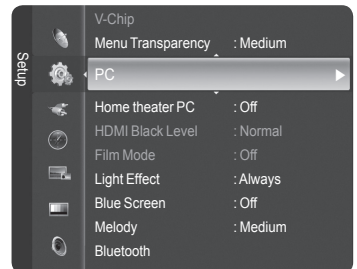 Setup
V-Chip
Menu Transparency : Medium
PC
Home theater PC : Off
HDMI Black Level : Normal
Film Mode : Off
Light Effect : Always
Blue Screen : Off
Melody : Medium
Bluetooth